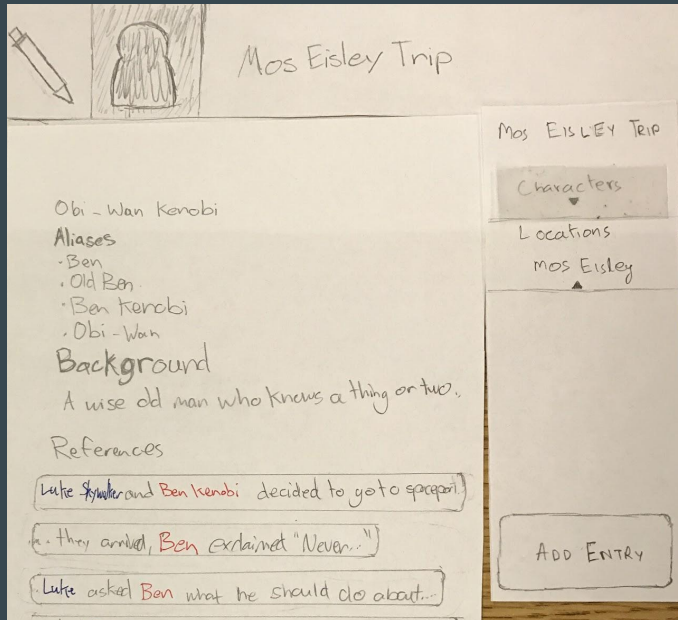 Mos Eisley Trip
Obi-Wan Kenobi
Aliases
· Ben
· Old Ben
· Ben Kenobi
· Obi-Wan
Background
A wise old man who knows a thing or two.
References
Luke Skywalker and Ben Kenobi decided to go to spaceport.
... they arrived, Ben exclaimed "Never..."
Luke asked Ben what he should do about...
MOS EISLEY TRIP
Characters
Locations
Mos Eisley
ADD ENTRY